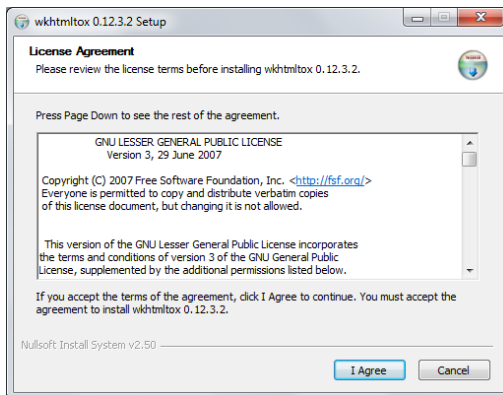 wkhtmltox 0.12.3.2 Setup
License Agreement
Please review the license terms before installing wkhtmltox 0.12.3.2.
Press Page Down to see the rest of the agreement.
GNU LESSER GENERAL PUBLIC LICENSE
Version 3, 29 June 2007
Copyright (C) 2007 Free Software Foundation, Inc. <http://fsf.org/>
Everyone is permitted to copy and distribute verbatim copies
of this license document, but changing it is not allowed.
This version of the GNU Lesser General Public License incorporates
the terms and conditions of version 3 of the GNU General Public
License, supplemented by the additional permissions listed below.
If you accept the terms of the agreement, click I Agree to continue. You must accept the
agreement to install wkhtmltox 0.12.3.2.
Nullsoft Install System v2.50
I Agree
Cancel